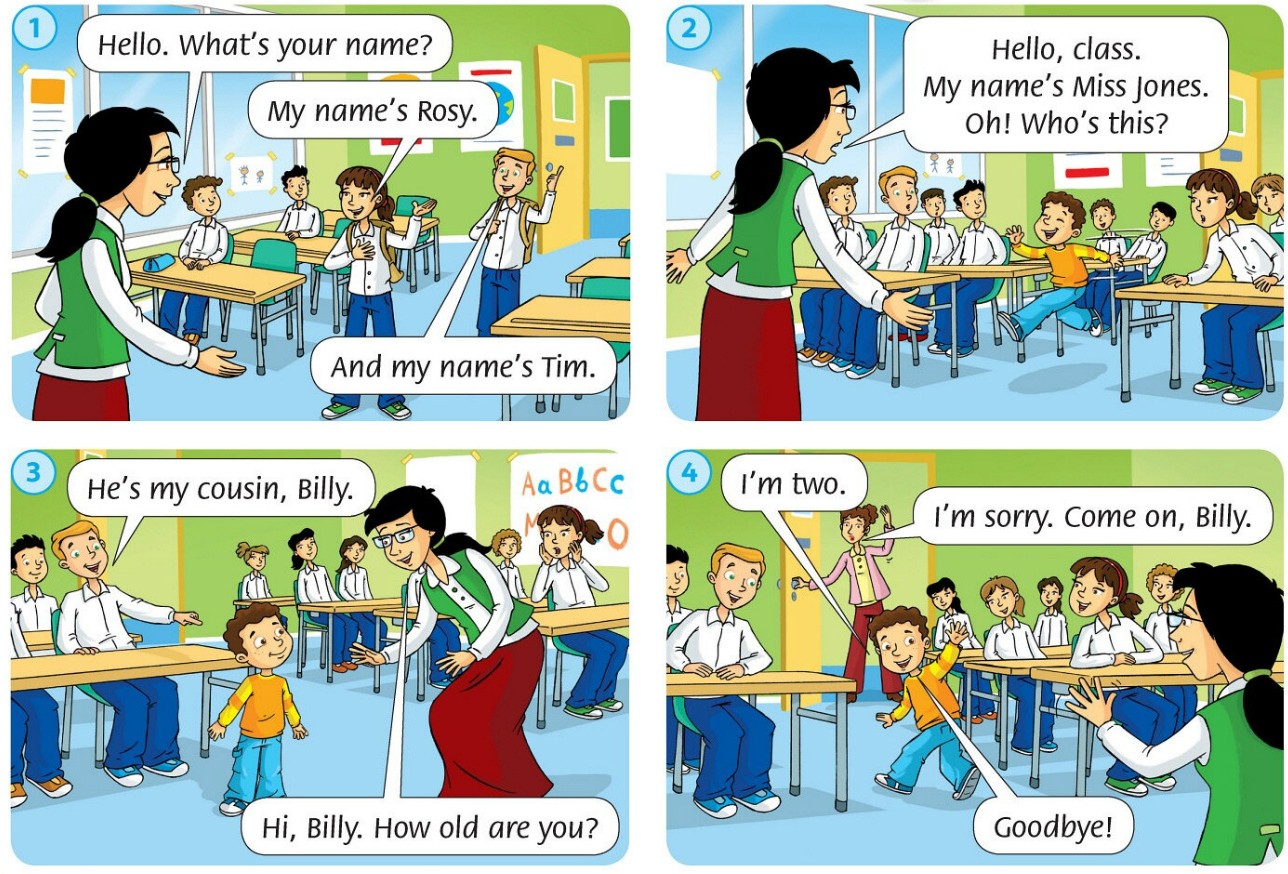 1
Hello. What's your name?
My name's Rosy.
And my name's Tim.
2
Hello, class.
My name's Miss Jones.
Oh! Who's this?
3
He's my cousin, Billy.
Aa Bb Cc
M
O
Hi, Billy. How old are you?
4
I'm two.
I'm sorry. Come on, Billy.
Goodbye!